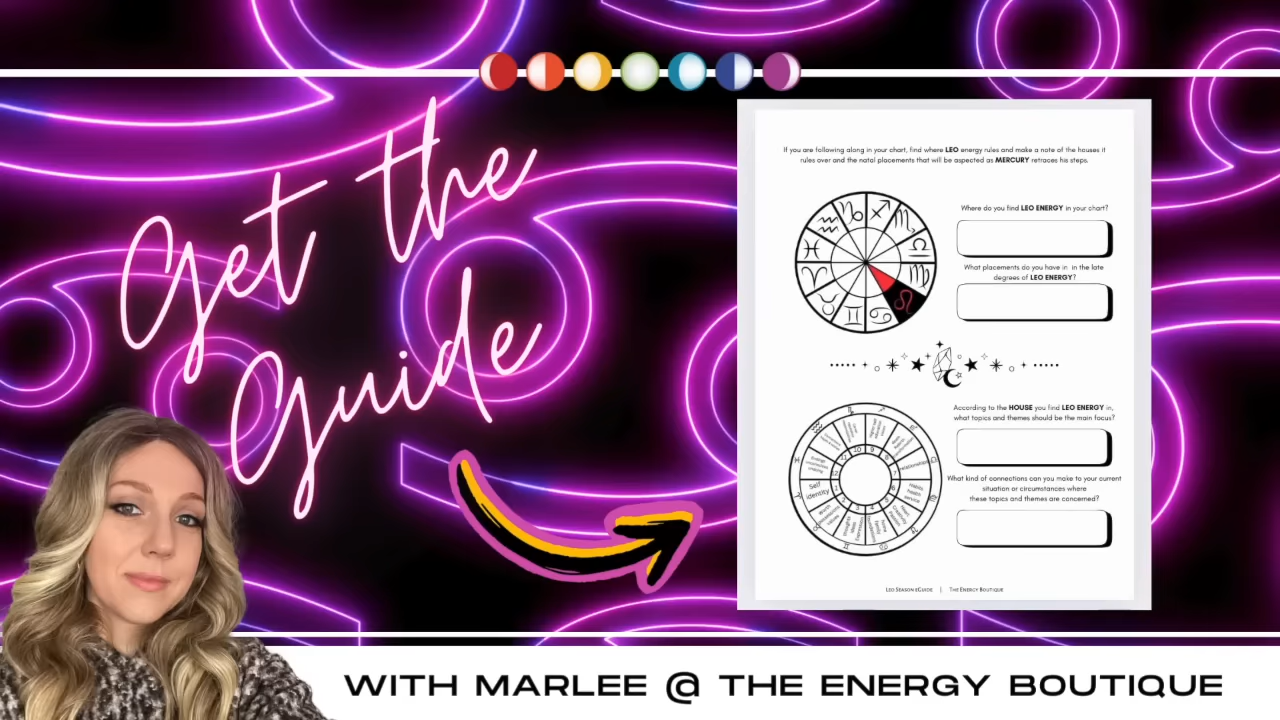 Get the
Guide
If you are following along in your chart, find where LEO energy rules and make a note of the houses it
rules over and the natal placements that will be aspected as MERCURY retraces his steps.
Where do you find LEO ENERGY in your chart?
What placements do you have in in the late
degrees of LEO ENERGY?
According to the HOUSE you find LEO ENERGY in,
what topics and themes should be the main focus?
What kind of connections can you make to your current
situation or circumstances where
these topics and themes are concerned?
Self
identity
relationships
Habits
health
service
LEO SEASON EGUIDE | THE ENERGY BOUTIQUE
WITH MARLEE @ THE ENERGY BOUTIQUE